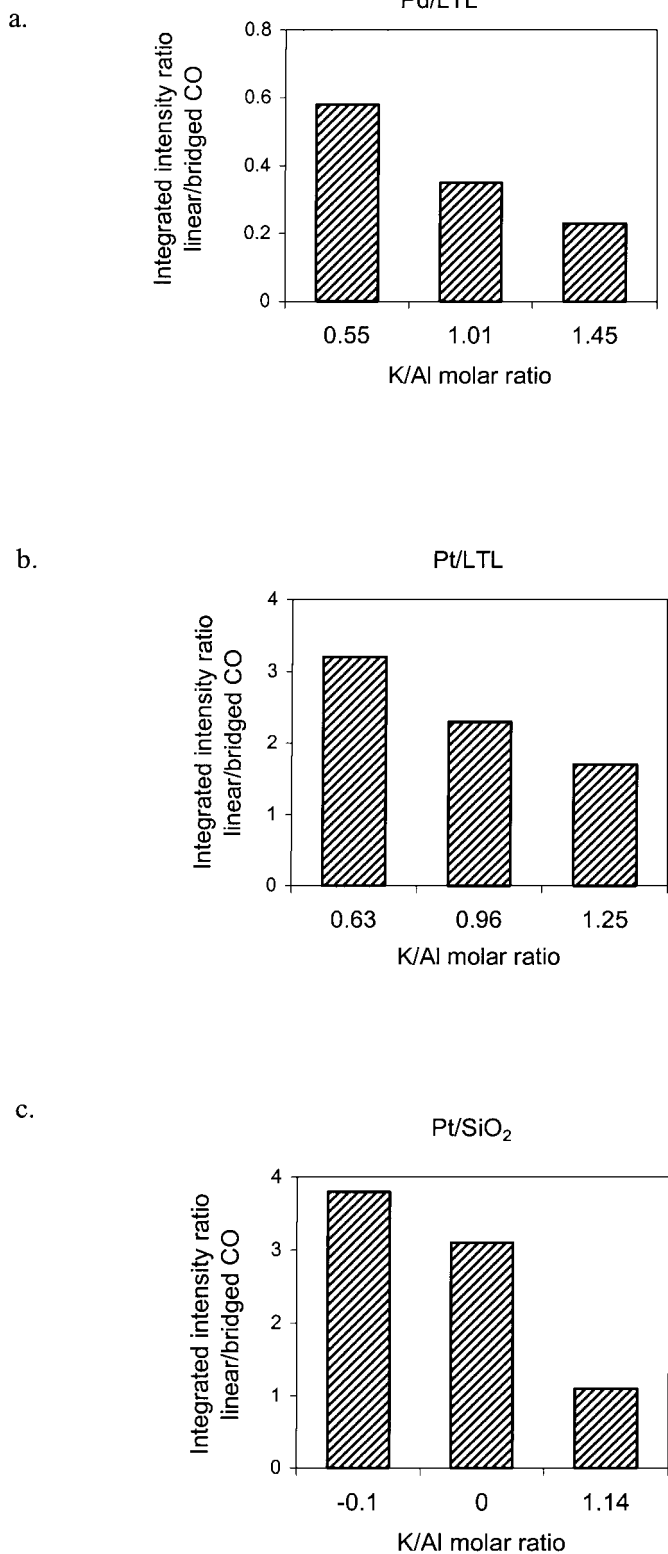 a.
Pd/LTL
Integrated intensity ratio
linear/bridged CO
0.8
0.6
0.4
0.2
0
0.55 1.01 1.45
K/Al molar ratio
b.
Pt/LTL
Integrated intensity ratio
linear/bridged CO
4
3
2
1
0
0.63 0.96 1.25
K/Al molar ratio
c.
Pt/SiO₂
Integrated intensity ratio
linear/bridged CO
4
3
2
1
0
-0.1 0 1.14
K/Al molar ratio